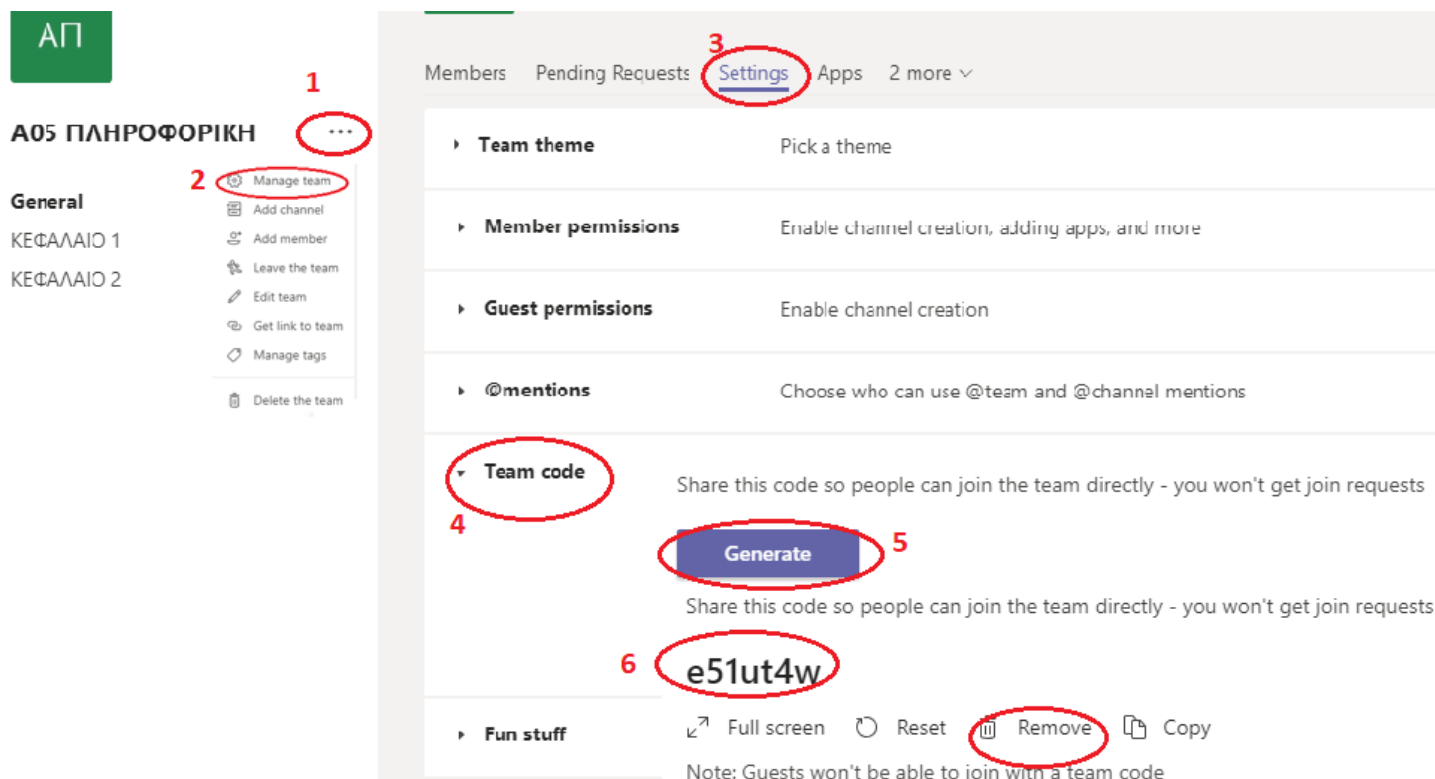 ΑΠ
1
Α05 ΠΛΗΡΟΦΟΡΙΚΗ ...
2 Manage team
General
Add channel
ΚΕΦΑΛΑΙΟ 1
Add member
Leave the team
ΚΕΦΑΛΑΙΟ 2
Edit team
Get link to team
Manage tags
Delete the team
3
Members Pending Requests Settings Apps 2 more
Team theme Pick a theme
Member permissions Enable channel creation, adding apps, and more
Guest permissions Enable channel creation
@mentions Choose who can use @team and @channel mentions
Team code Share this code so people can join the team directly - you won't get join requests
4
Generate 5
Share this code so people can join the team directly - you won't get join requests
6 e51ut4w
Fun stuff Full screen Reset Remove Copy
Note: Guests won't be able to join with a team code